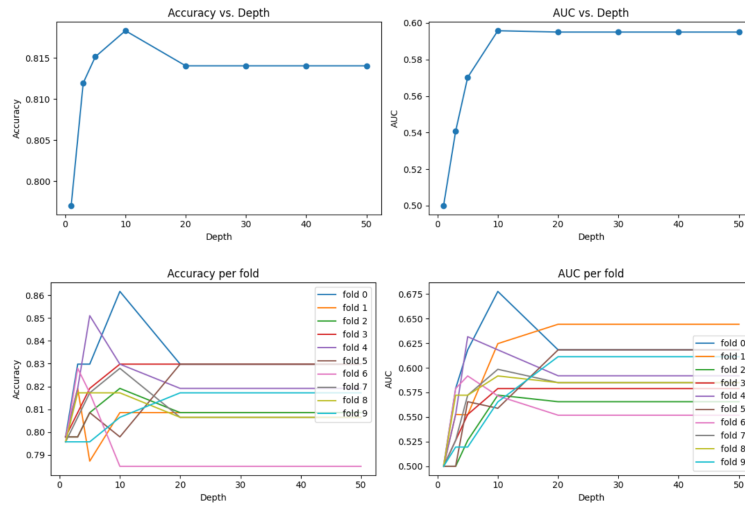 Accuracy vs. Depth
Accuracy
0.815
0.810
0.805
0.800
0
10
20
30
40
50
Depth
AUC vs. Depth
AUC
0.60
0.58
0.56
0.54
0.52
0.50
0
10
20
30
40
50
Depth
Accuracy per fold
Accuracy
0.86
0.85
0.84
0.83
0.82
0.81
0.80
0.79
0
10
20
30
40
50
Depth
fold 0
fold 1
fold 2
fold 3
fold 4
fold 5
fold 6
fold 7
fold 8
fold 9
AUC per fold
AUC
0.675
0.650
0.625
0.600
0.575
0.550
0.525
0.500
0
10
20
30
40
50
Depth
fold 0
fold 1
fold 2
fold 3
fold 4
fold 5
fold 6
fold 7
fold 8
fold 9